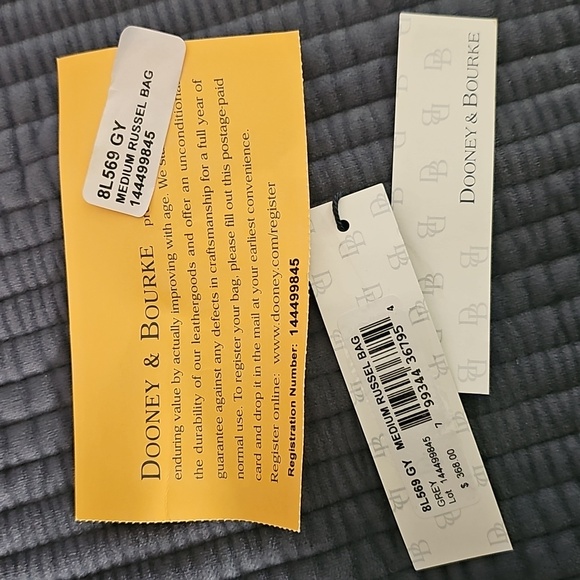 8L569 GY
MEDIUM RUSSEL BAG
144499845
DOONEY & BOURKE
enduring value by actually improving with age. We
the durability of our leathergoods and offer an unconditional
guarantee against any defects in craftsmanship for a full year of
normal use. To register your bag, please fill out this postage-paid
card and drop it in the mail at your earliest convenience.
Register online: www.dooney.com/register
Registration Number: 144499845
DOONEY & BOURKE
8L569 GY MEDIUM RUSSEL BAG
GREY
Lot 144499845
$ 368.00
7 99344 36795 4